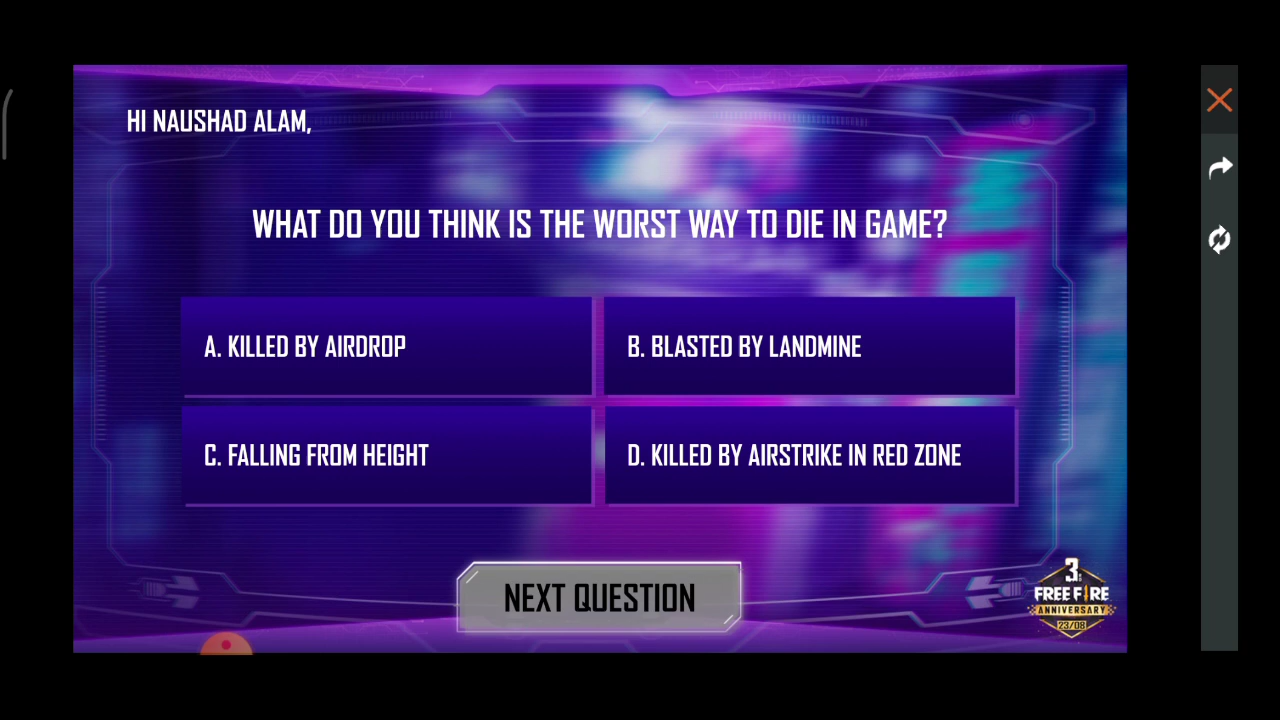 HI NAUSHAD ALAM,
WHAT DO YOU THINK IS THE WORST WAY TO DIE IN GAME?
A. KILLED BY AIRDROP
B. BLASTED BY LANDMINE
C. FALLING FROM HEIGHT
D. KILLED BY AIRSTRIKE IN RED ZONE
NEXT QUESTION
3
FREE FIRE
ANNIVERSARY
23/08